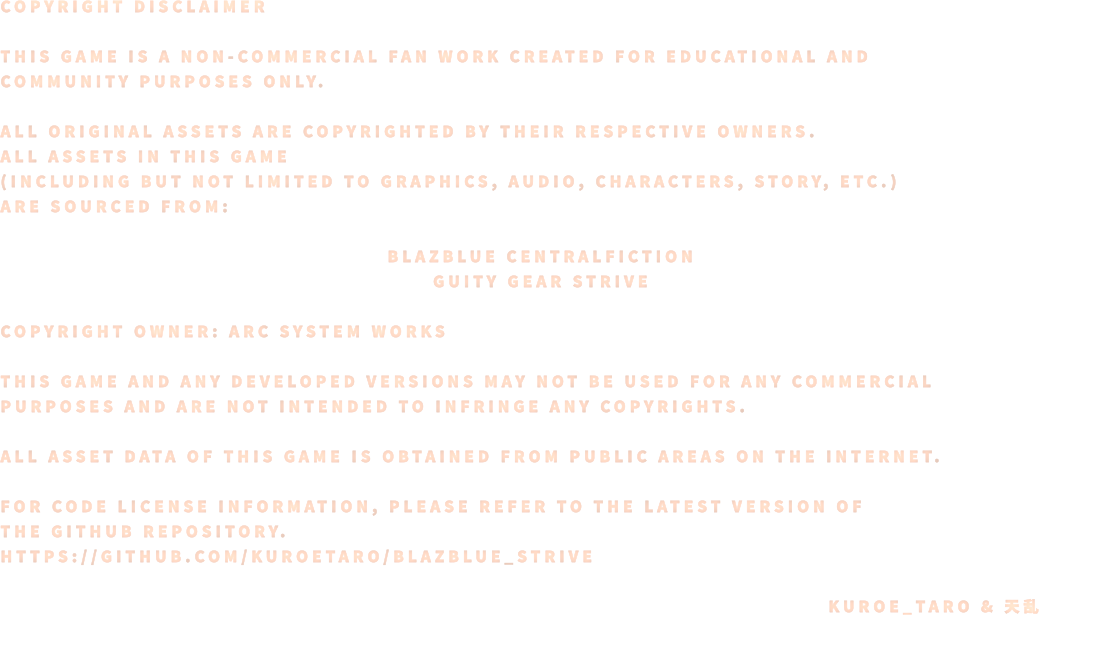 COPYRIGHT DISCLAIMER
THIS GAME IS A NON-COMMERCIAL FAN WORK CREATED FOR EDUCATIONAL AND
COMMUNITY PURPOSES ONLY.
ALL ORIGINAL ASSETS ARE COPYRIGHTED BY THEIR RESPECTIVE OWNERS.
ALL ASSETS IN THIS GAME
(INCLUDING BUT NOT LIMITED TO GRAPHICS, AUDIO, CHARACTERS, STORY, ETC.)
ARE SOURCED FROM:
BLAZBLUE CENTRALFICTION
GUITY GEAR STRIVE
COPYRIGHT OWNER: ARC SYSTEM WORKS
THIS GAME AND ANY DEVELOPED VERSIONS MAY NOT BE USED FOR ANY COMMERCIAL
PURPOSES AND ARE NOT INTENDED TO INFRINGE ANY COPYRIGHTS.
ALL ASSET DATA OF THIS GAME IS OBTAINED FROM PUBLIC AREAS ON THE INTERNET.
FOR CODE LICENSE INFORMATION, PLEASE REFER TO THE LATEST VERSION OF
THE GITHUB REPOSITORY.
HTTPS://GITHUB.COM/KUROETARO/BLAZBLUE_STRIVE
KUROE_TARO & 天乱